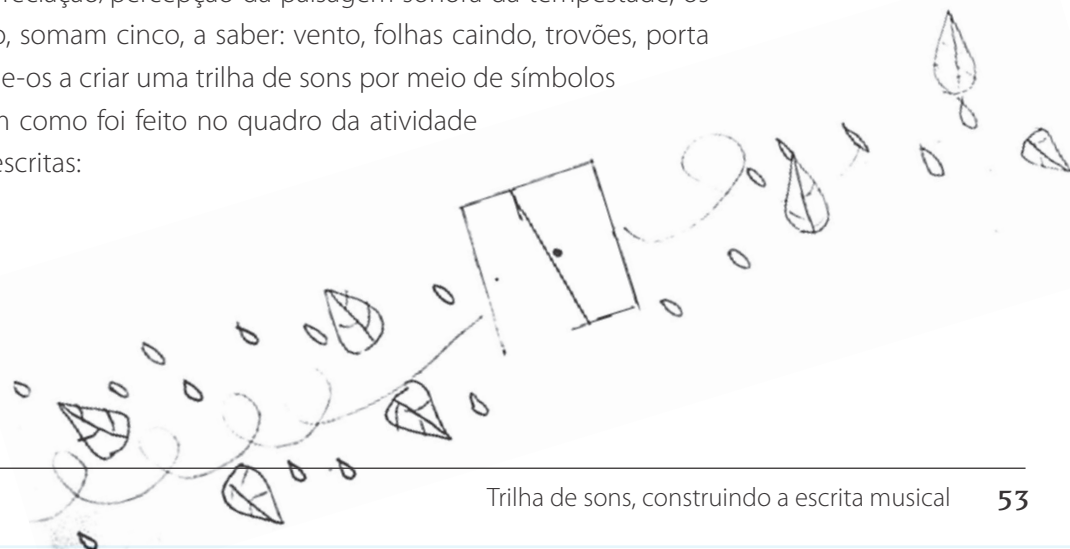 percepção da paisagem sonora da tempestade, os
somam cinco, a saber: vento, folhas caindo, trovões, porta
e-os a criar uma trilha de sons por meio de símbolos
como foi feito no quadro da atividade
escritas:
Trilha de sons, construindo a escrita musical 53